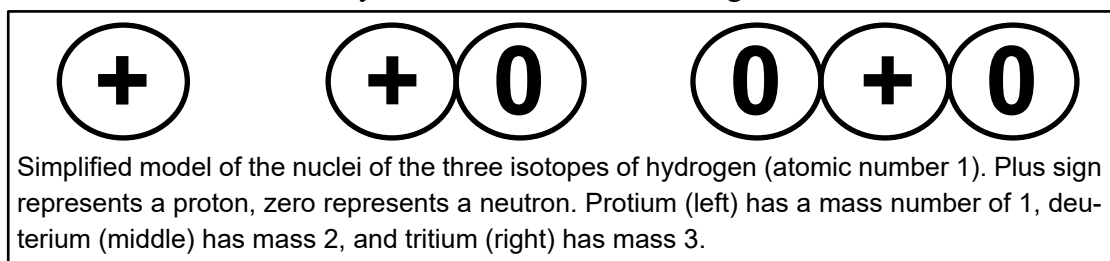 + + 0 0 + 0
Simplified model of the nuclei of the three isotopes of hydrogen (atomic number 1). Plus sign
represents a proton, zero represents a neutron. Protium (left) has a mass number of 1, deu-
terium (middle) has mass 2, and tritium (right) has mass 3.